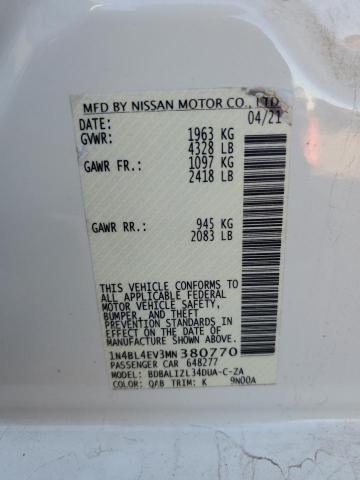 MFD BY NISSAN MOTOR CO., LTD.
DATE: 04/21
GVWR: 1963 KG
4328 LB
GAWR FR.: 1097 KG
2418 LB
GAWR RR.: 945 KG
2083 LB
THIS VEHICLE CONFORMS TO
ALL APPLICABLE FEDERAL
MOTOR VEHICLE SAFETY,
BUMPER, AND THEFT
PREVENTION STANDARDS
IN EFFECT ON THE DATE OF
MANUFACTURE SHOWN ABOVE.
1N4BL4EV3MN380770
PASSENGER CAR 648277
MODEL: BDBALIZL34DUA-C-ZA
COLOR: QAB TRIM: K 9N00A